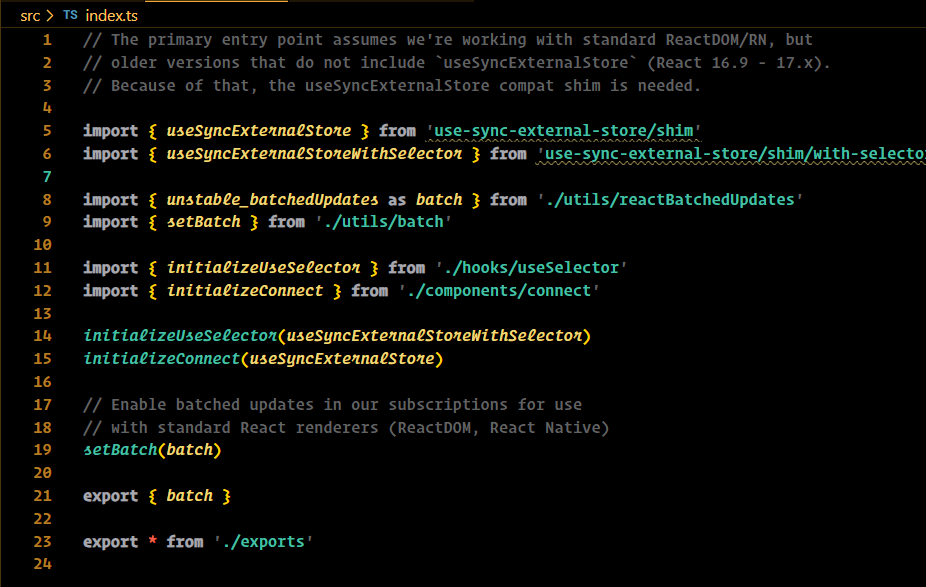 src > TS index.ts
1 // The primary entry point assumes we're working with standard ReactDOM/RN, but
2 // older versions that do not include `useSyncExternalStore` (React 16.9 - 17.x).
3 // Because of that, the useSyncExternalStore compat shim is needed.
4
5 import { useSyncExternalStore } from 'use-sync-external-store/shim'
6 import { useSyncExternalStoreWithSelector } from 'use-sync-external-store/shim/with-selector
7
8 import { unstable_batchedUpdates as batch } from './utils/reactBatchedUpdates'
9 import { setBatch } from './utils/batch'
10
11 import { initializeUseSelector } from './hooks/useSelector'
12 import { initializeConnect } from './components/connect'
13
14 initializeUseSelector(useSyncExternalStoreWithSelector)
15 initializeConnect(useSyncExternalStore)
16
17 // Enable batched updates in our subscriptions for use
18 // with standard React renderers (ReactDOM, React Native)
19 setBatch(batch)
20
21 export { batch }
22
23 export * from './exports'
24